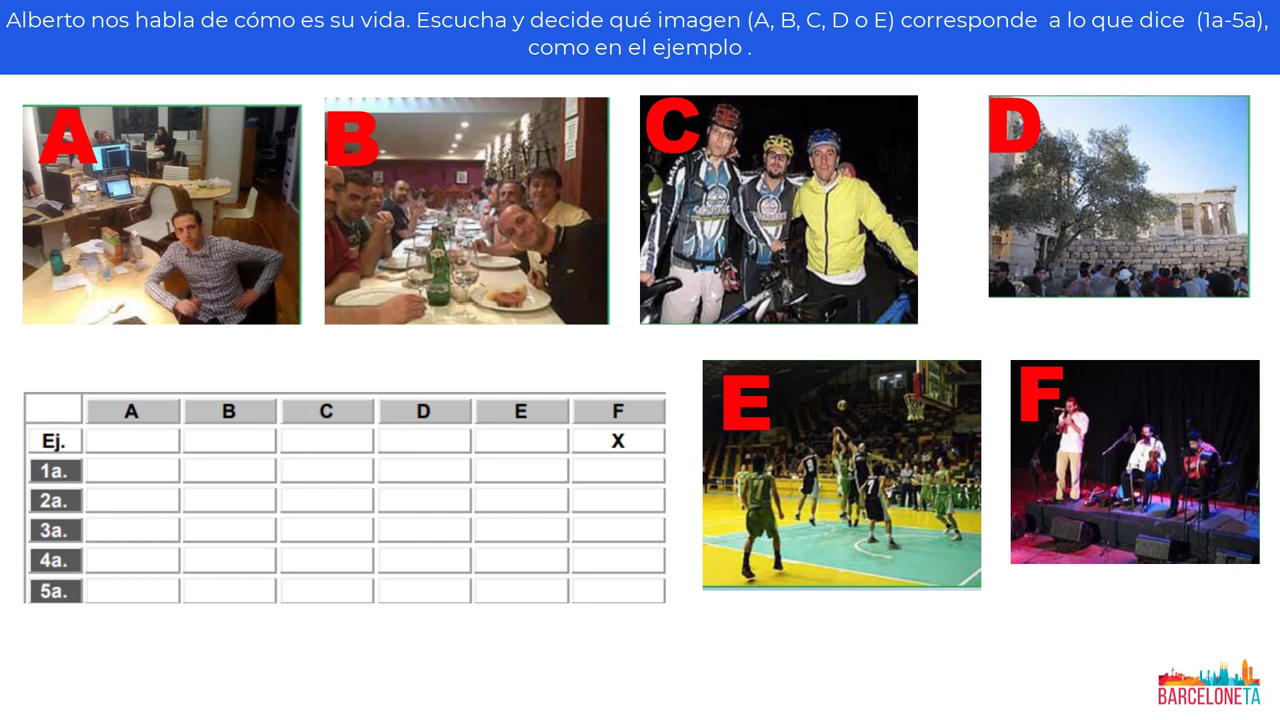 Alberto nos habla de cómo es su vida. Escucha y decide qué imagen (A, B, C, D o E) corresponde  a lo que dice  (1a-5a),
como en el ejemplo .
A
B
C
D
A B C D E F
Ej. X
1a.
2a.
3a.
4a.
5a.
E
F
BARCELONETA